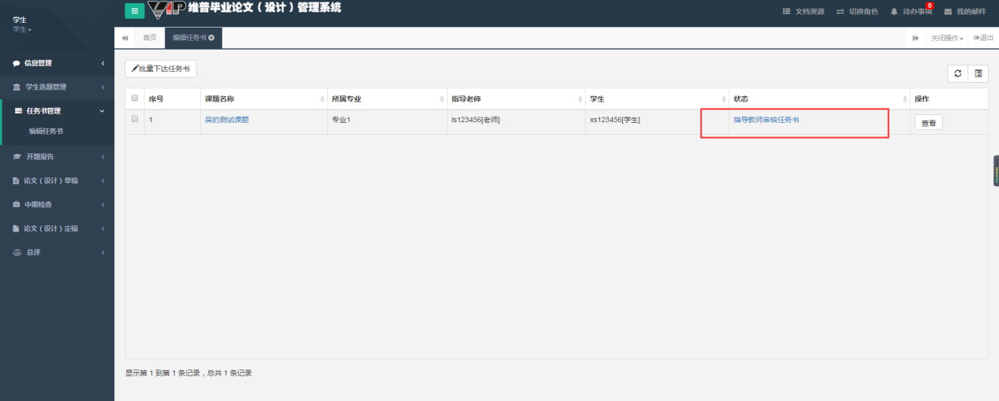 VIP 维普毕业论文（设计）管理系统
文档资源 切换角色 待办事项 0 我的邮件
学生
学生
首页 编辑任务书 关闭操作 退出
信息管理
学生选题管理
任务书管理
编辑任务书
开题报告
论文（设计）草稿
中期检查
论文（设计）定稿
总评
批量下达任务书
序号 课题名称 所属专业 指导老师 学生 状态 操作
1 吴的测试课题 专业1 ls123456[老师] xs123456[学生] 指导教师审核任务书 查看
显示第 1 到第 1 条记录，总共 1 条记录